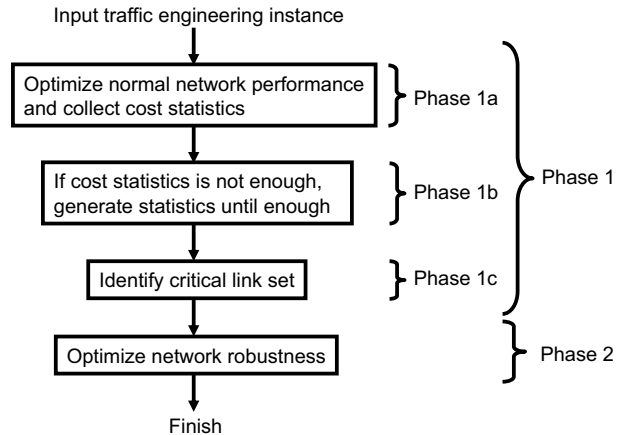 Input traffic engineering instance
Optimize normal network performance
and collect cost statistics
Phase 1a
If cost statistics is not enough,
generate statistics until enough
Phase 1b
Phase 1
Identify critical link set
Phase 1c
Optimize network robustness
Phase 2
Finish